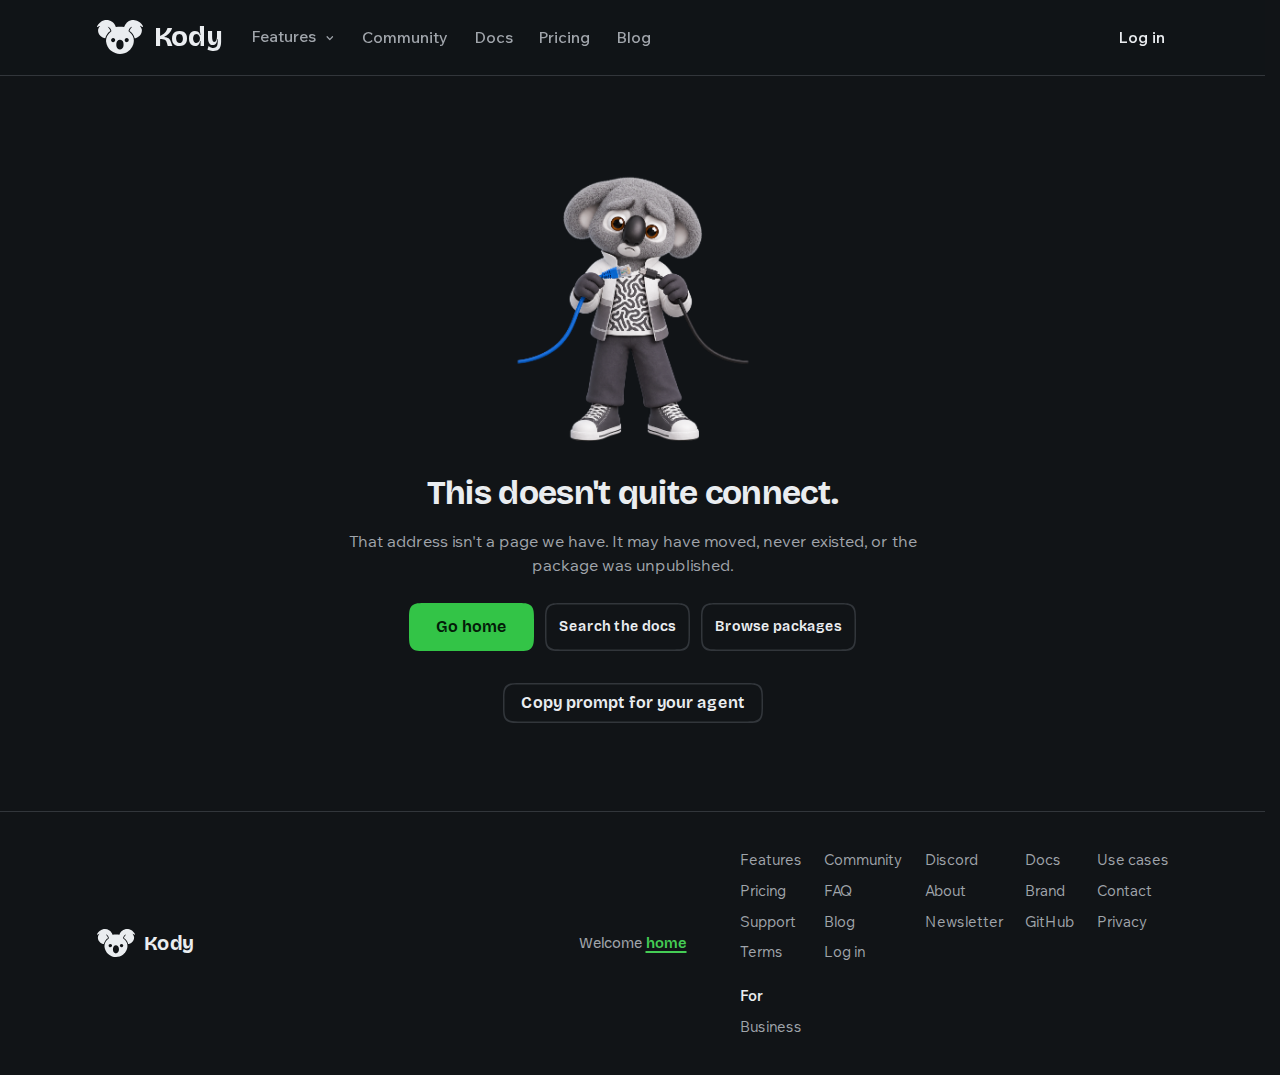 Kody
Features
Community
Docs
Pricing
Blog
Log in
This doesn't quite connect.
That address isn't a page we have. It may have moved, never existed, or the
package was unpublished.
Go home
Search the docs
Browse packages
Copy prompt for your agent
Kody
Welcome home
Features
Community
Discord
Docs
Use cases
Pricing
FAQ
About
Brand
Contact
Support
Blog
Newsletter
GitHub
Privacy
Terms
Log in
For
Business